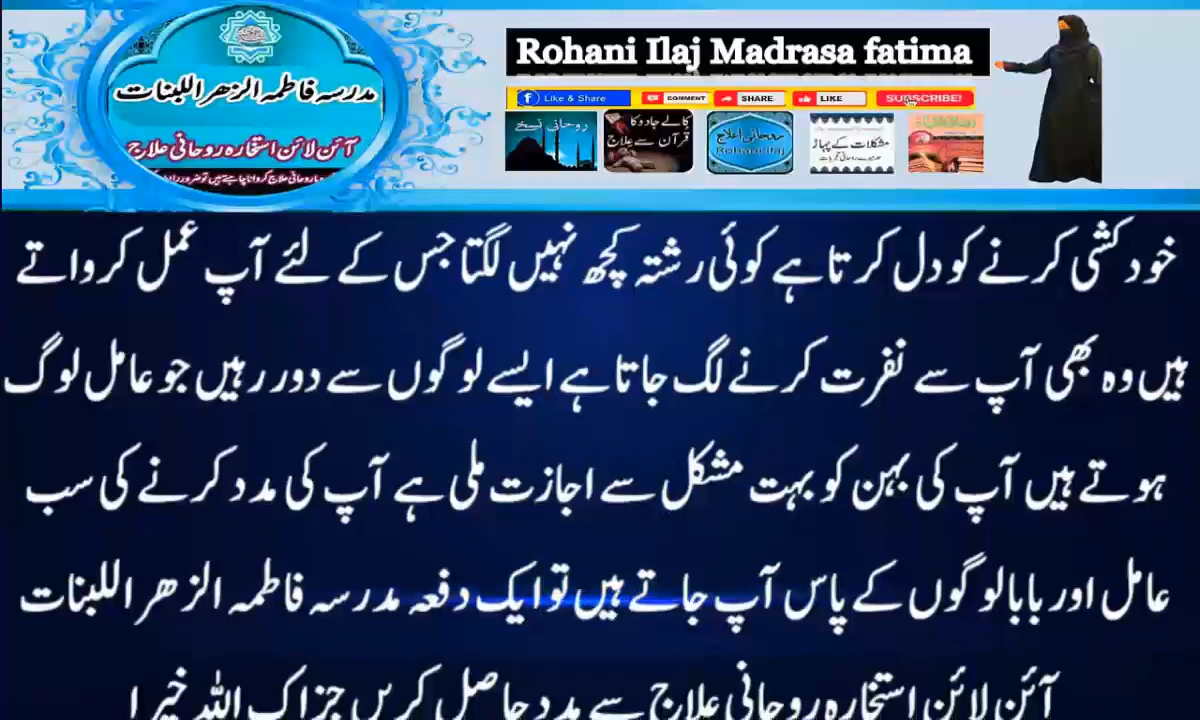 مدرسہ فاطمہ الزھرا اللبنات
آئن لائن استخارہ روحانی علاج
Rohani Ilaj Madrasa fatima
Like & Share
COMMENT
SHARE
LIKE
SUBSCRIBE!
روحانی نسخے
کالے جادو کا
قرآن سے علاج
روحانی علاج
Rohani Ilaj
مشکلات کے پہاڑ
خود کشی کرنے کو دل کرتا ہے کوئی رشتہ کچھ نہیں لگتا جس کے لئے آپ عمل کرواتے
ہیں وہ بھی آپ سے نفرت کرنے لگ جاتا ہے ایسے لوگوں سے دور رہیں جو عامل لوگ
ہوتے ہیں آپ کی بہن کو بہت مشکل سے اجازت ملی ہے آپ کی مدد کرنے کی سب
عامل اور بابا لوگوں کے پاس آپ جاتے ہیں تو ایک دفعہ مدرسہ فاطمہ الزھرا اللبنات
آئن لائن استخارہ روحانی علاج سے مدد حاصل کریں جزاک اللہ خیرا